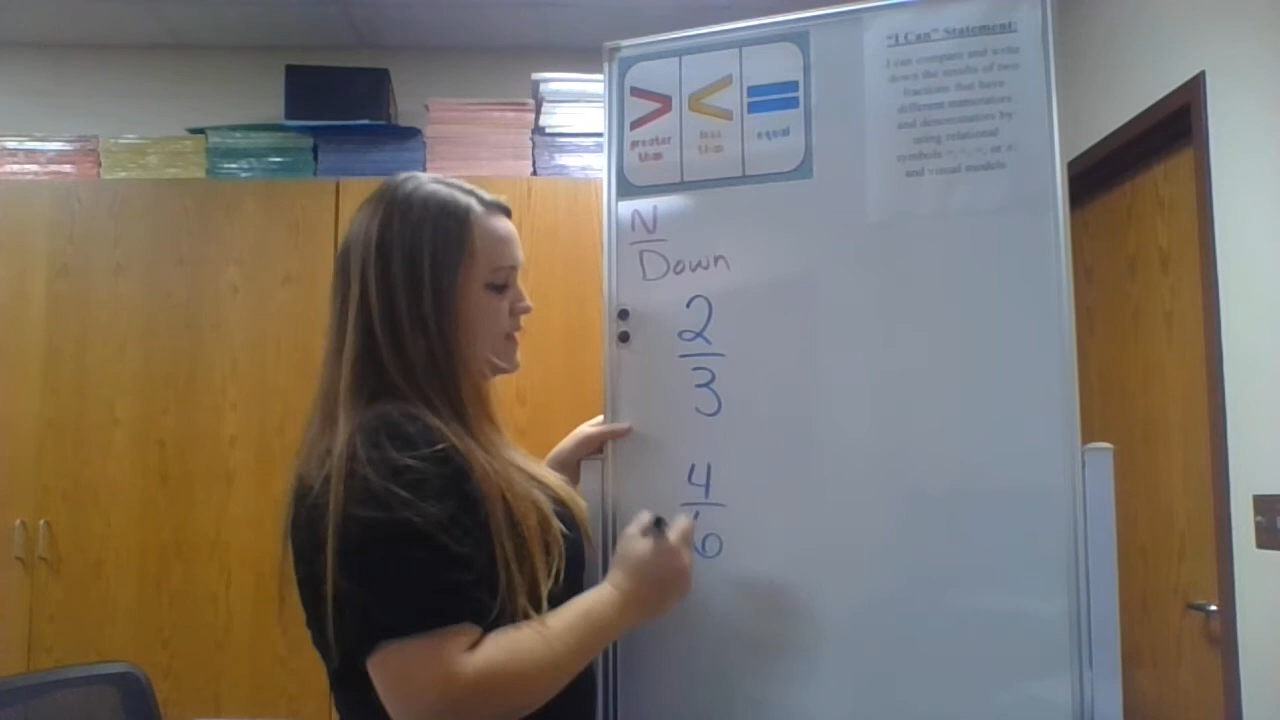 > < =
greater less equal
than than
"I Can" Statement:
I can compare and write
down the results of two
fractions that have
different numerators
and denominators by
using relational
and visual models
N
Down
2
3
4
6